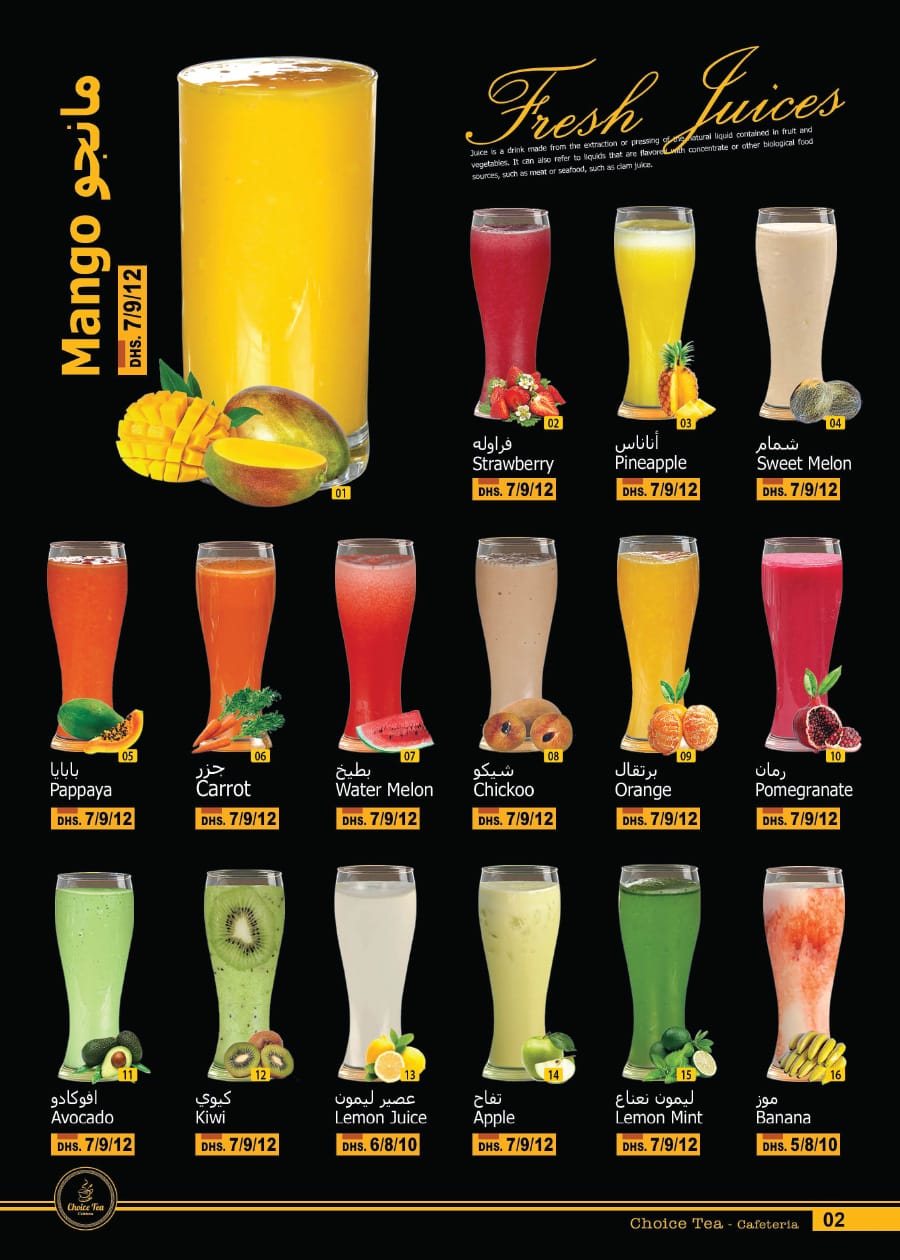 Fresh Juices
Juice is a drink made from the extraction or pressing of the natural liquid contained in fruit and
vegetables. It can also refer to liquids that are flavored with concentrate or other biological food
sources, such as meat or seafood, such as clam juice.
Mango مانجو
DHS. 7/9/12
01
02
فراوله
Strawberry
DHS. 7/9/12
03
أناناس
Pineapple
DHS. 7/9/12
04
شمام
Sweet Melon
DHS. 7/9/12
05
بابايا
Pappaya
DHS. 7/9/12
06
جزر
Carrot
DHS. 7/9/12
07
بطيخ
Water Melon
DHS. 7/9/12
08
شيكو
Chickoo
DHS. 7/9/12
09
برتقال
Orange
DHS. 7/9/12
10
رمان
Pomegranate
DHS. 7/9/12
11
افوكادو
Avocado
DHS. 7/9/12
12
كيوي
Kiwi
DHS. 7/9/12
13
عصير ليمون
Lemon Juice
DHS. 6/8/10
14
تفاح
Apple
DHS. 7/9/12
15
ليمون نعناع
Lemon Mint
DHS. 7/9/12
16
موز
Banana
DHS. 5/8/10
Choice Tea
Choice Tea - Cafeteria
02